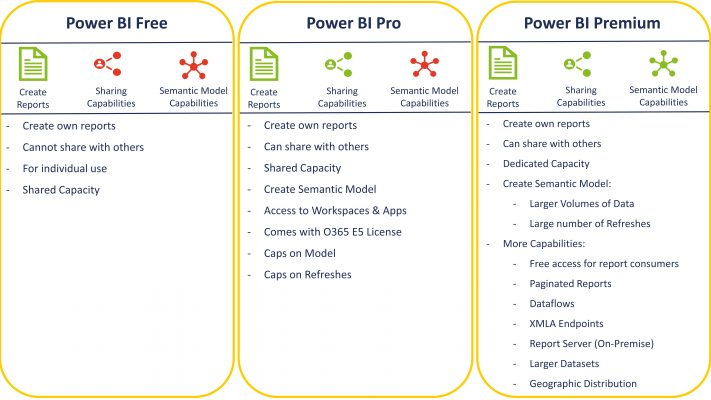 Power BI Free
Create
Reports
Sharing
Capabilities
Semantic Model
Capabilities
- Create own reports
- Cannot share with others
- For individual use
- Shared Capacity
Power BI Pro
Create
Reports
Sharing
Capabilities
Semantic Model
Capabilities
- Create own reports
- Can share with others
- Shared Capacity
- Create Semantic Model
- Access to Workspaces & Apps
- Comes with O365 E5 License
- Caps on Model
- Caps on Refreshes
Power BI Premium
Create
Reports
Sharing
Capabilities
Semantic Model
Capabilities
- Create own reports
- Can share with others
- Dedicated Capacity
- Create Semantic Model:
- Larger Volumes of Data
- Large number of Refreshes
- More Capabilities:
- Free access for report consumers
- Paginated Reports
- Dataflows
- XMLA Endpoints
- Report Server (On-Premise)
- Larger Datasets
- Geographic Distribution